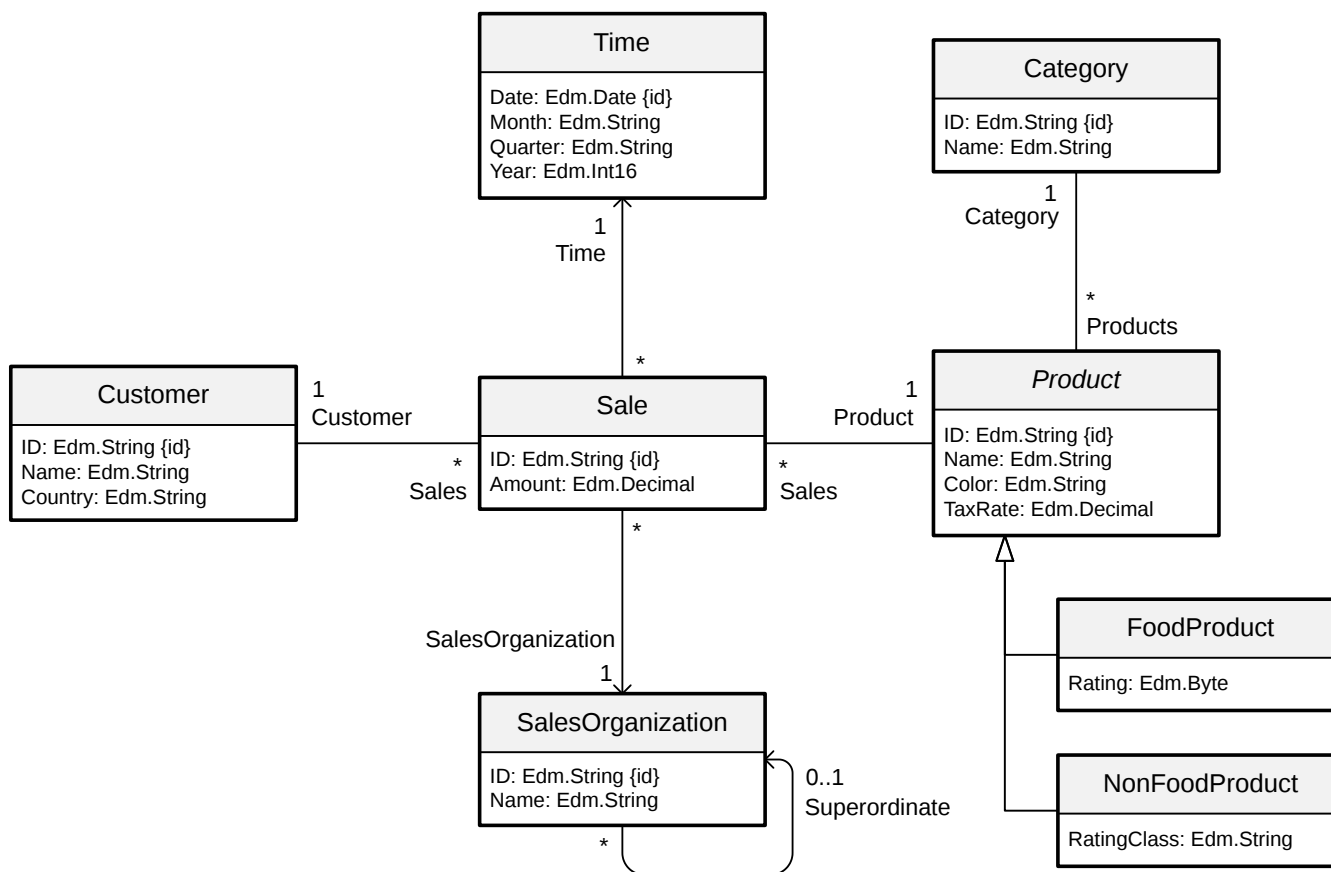 Time
Date: Edm.Date {id}
Month: Edm.String
Quarter: Edm.String
Year: Edm.Int16
Category
ID: Edm.String {id}
Name: Edm.String
1
Time
1
Category
*
Products
*
Customer
ID: Edm.String {id}
Name: Edm.String
Country: Edm.String
1
Customer
*
Sales
Sale
ID: Edm.String {id}
Amount: Edm.Decimal
1
Product
*
Sales
Product
ID: Edm.String {id}
Name: Edm.String
Color: Edm.String
TaxRate: Edm.Decimal
*
SalesOrganization
1
FoodProduct
Rating: Edm.Byte
SalesOrganization
ID: Edm.String {id}
Name: Edm.String
0..1
Superordinate
*
NonFoodProduct
RatingClass: Edm.String